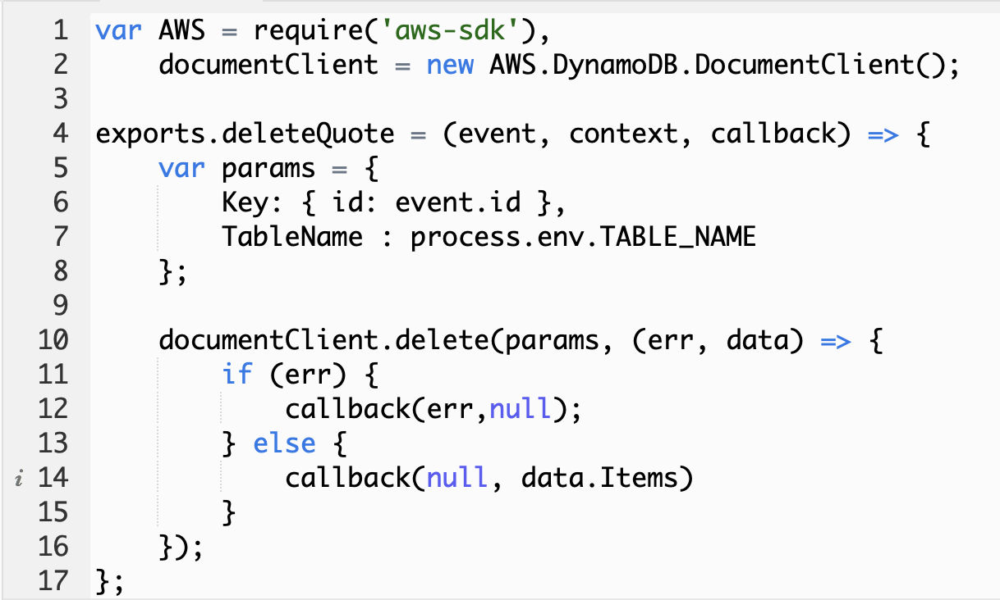 1 var AWS = require('aws-sdk'),
2     documentClient = new AWS.DynamoDB.DocumentClient();
3
4 exports.deleteQuote = (event, context, callback) => {
5     var params = {
6         Key: { id: event.id },
7         TableName : process.env.TABLE_NAME
8     };
9
10     documentClient.delete(params, (err, data) => {
11         if (err) {
12             callback(err,null);
13         } else {
i 14             callback(null, data.Items)
15         }
16     });
17 };